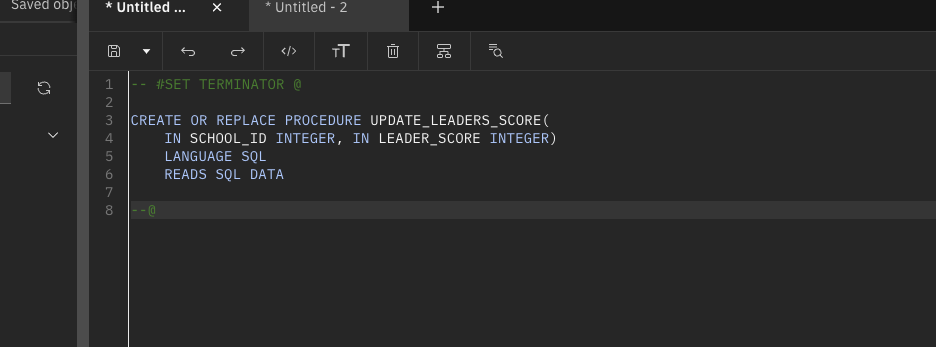 Saved obj
* Untitled ... ×
* Untitled - 2
+
</>
TT
1 -- #SET TERMINATOR @
2
3 CREATE OR REPLACE PROCEDURE UPDATE_LEADERS_SCORE(
4 IN SCHOOL_ID INTEGER, IN LEADER_SCORE INTEGER)
5 LANGUAGE SQL
6 READS SQL DATA
7
8 --@